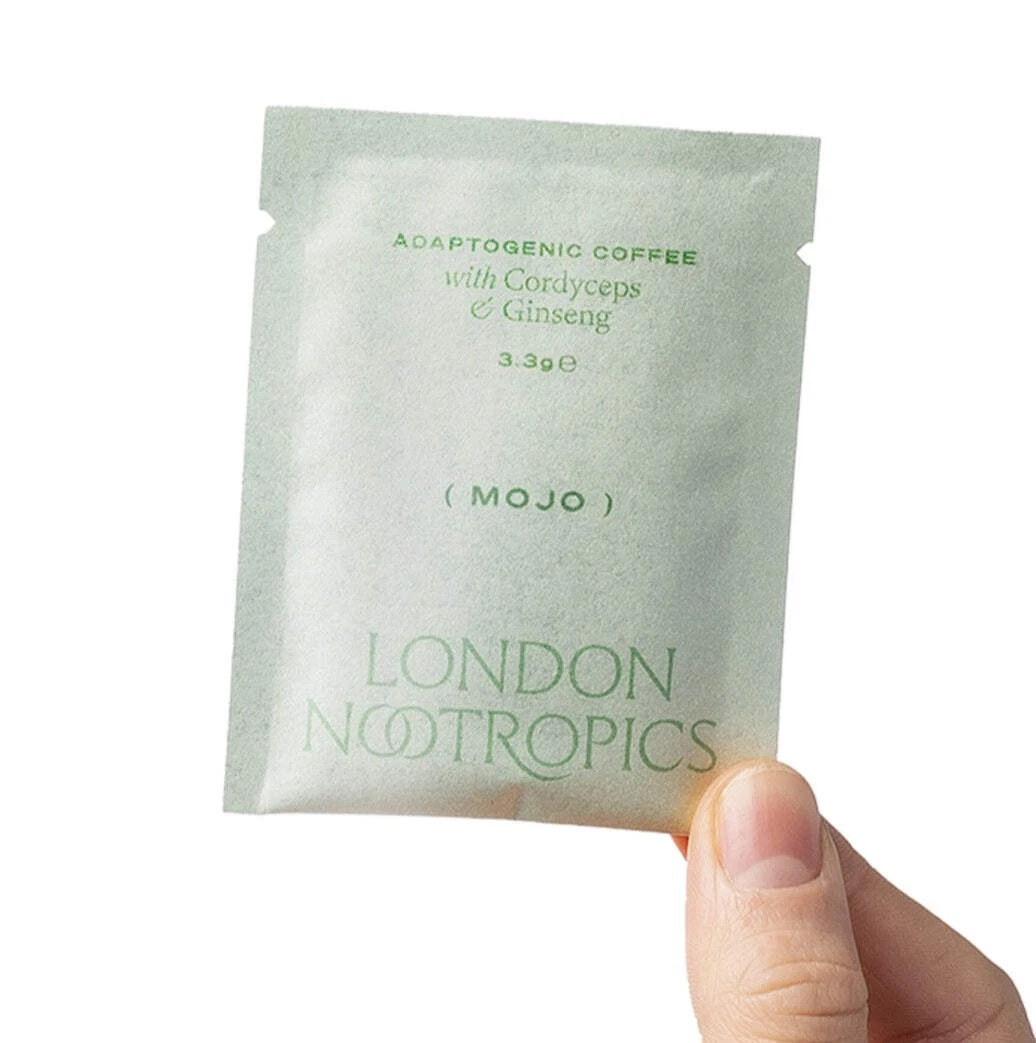 ADAPTOGENIC COFFEE
with Cordyceps
& Ginseng
3.3g℮
( MOJO )
LONDON
NOOTROPICS